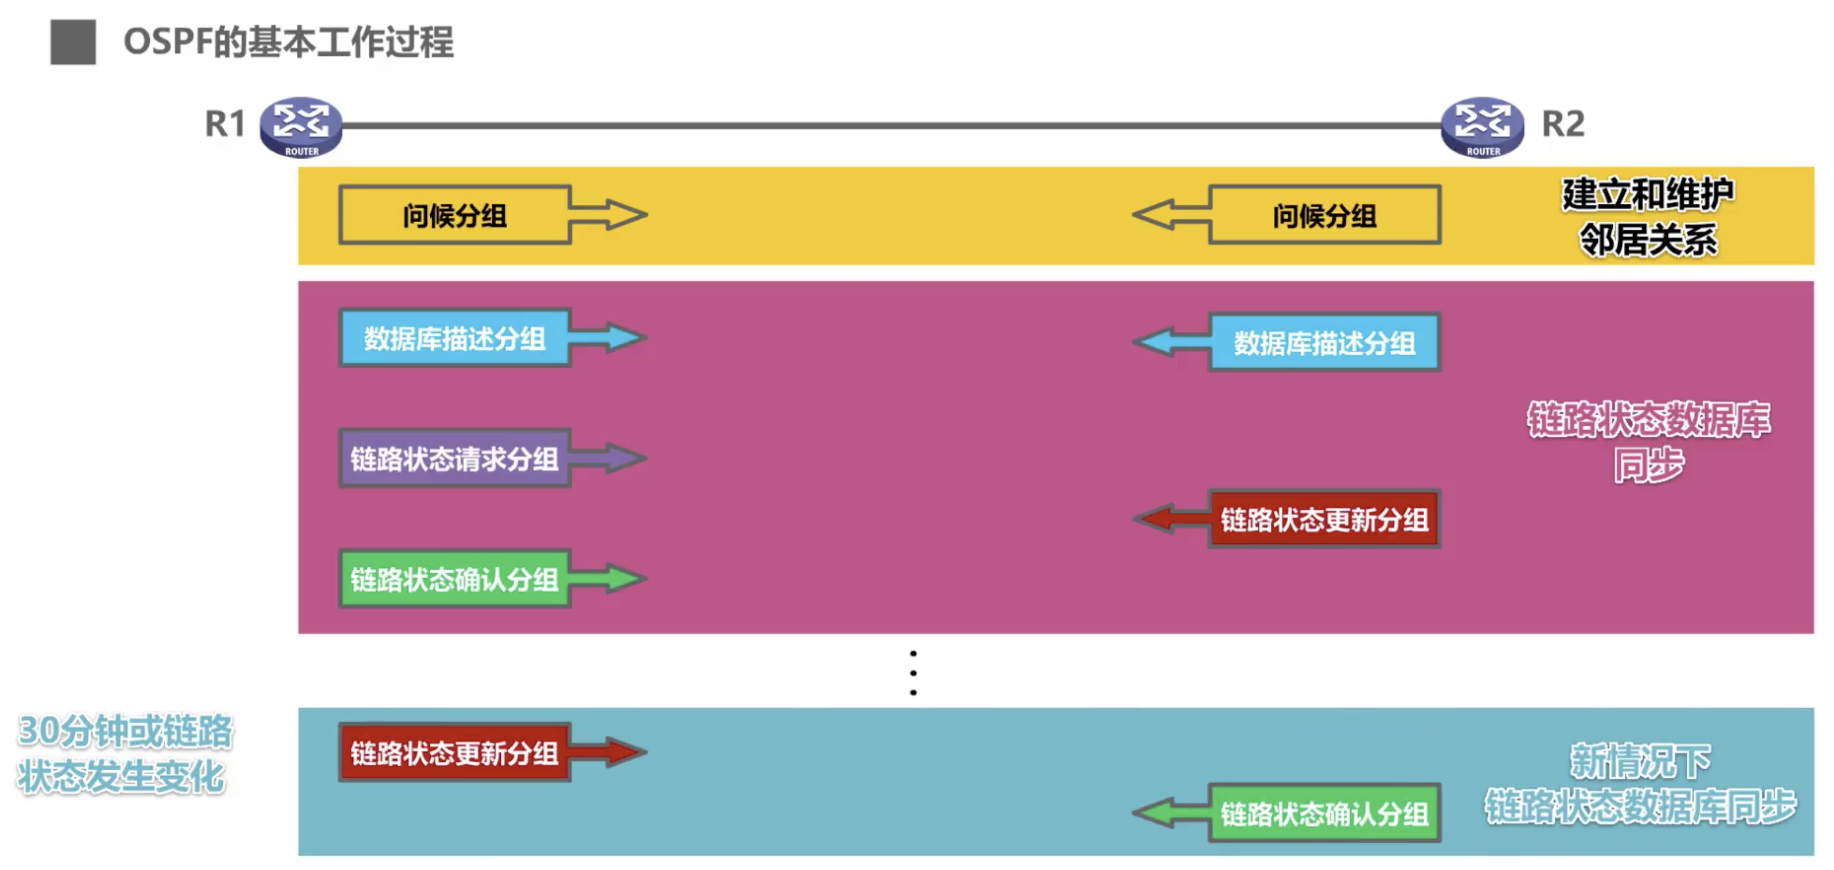 OSPF的基本工作过程
R1
ROUTER
ROUTER
R2
问候分组
问候分组
建立和维护
邻居关系
数据库描述分组
数据库描述分组
链路状态数据库
同步
链路状态请求分组
链路状态更新分组
链路状态确认分组
30分钟或链路
状态发生变化
链路状态更新分组
新情况下
链路状态数据库同步
链路状态确认分组